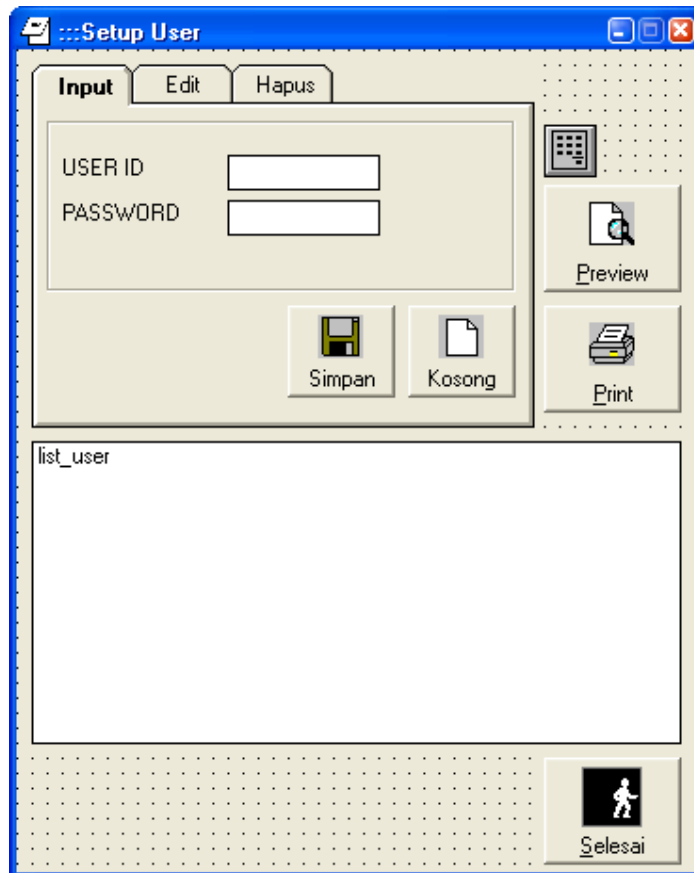 :::Setup User
Input Edit Hapus
USER ID
PASSWORD
Preview
Simpan Kosong
Print
list_user
Selesai